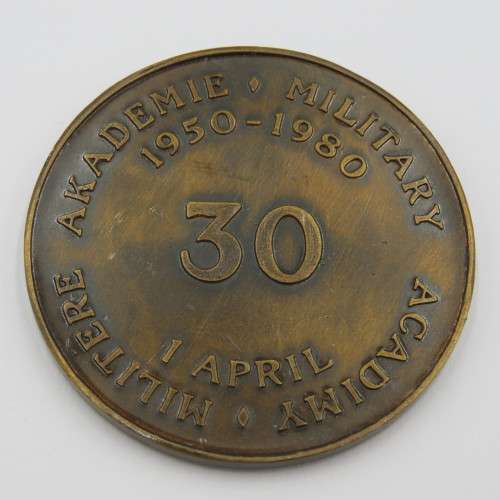 MILITERE AKADEMIE ⬥ MILITARY ACADIMY ⬥
1950-1980
30
1 APRIL